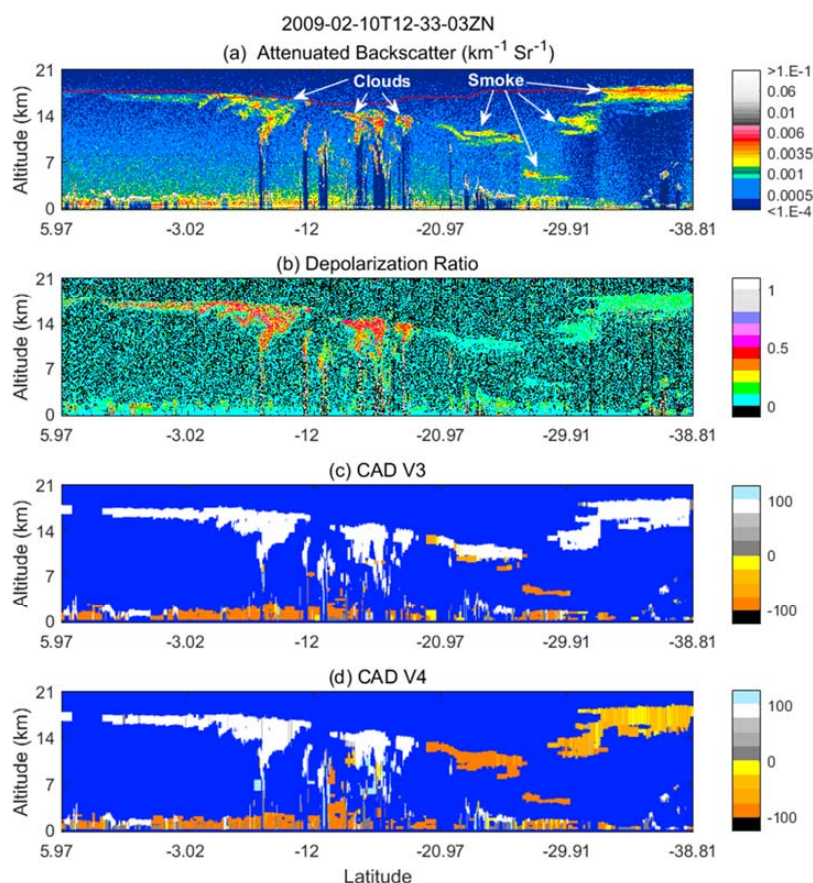 2009-02-10T12-33-03ZN
(a) Attenuated Backscatter (km⁻¹ Sr⁻¹)
Clouds Smoke
Altitude (km)
21
14
7
0
5.97 -3.02 -12 -20.97 -29.91 -38.81
>1.E-1
0.06
0.01
0.006
0.0035
0.001
0.0005
<1.E-4
(b) Depolarization Ratio
Altitude (km)
21
14
7
0
5.97 -3.02 -12 -20.97 -29.91 -38.81
1
0.5
0
(c) CAD V3
Altitude (km)
21
14
7
0
5.97 -3.02 -12 -20.97 -29.91 -38.81
100
0
-100
(d) CAD V4
Altitude (km)
21
14
7
0
5.97 -3.02 -12 -20.97 -29.91 -38.81
Latitude
100
0
-100